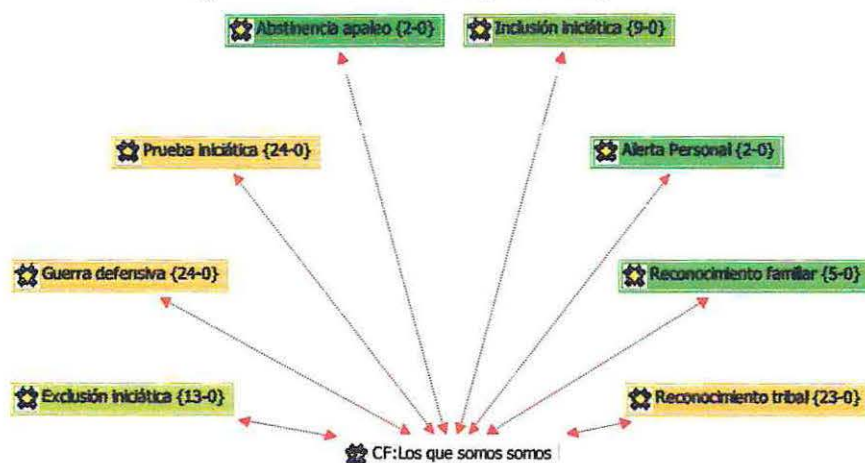 Abstinencia apaleo {2-0}
Inclusión iniciática {9-0}
Prueba iniciática {24-0}
Alerta Personal {2-0}
Guerra defensiva {24-0}
Reconocimiento familiar {5-0}
Exclusión iniciática {13-0}
Reconocimiento tribal {23-0}
CF:Los que somos somos